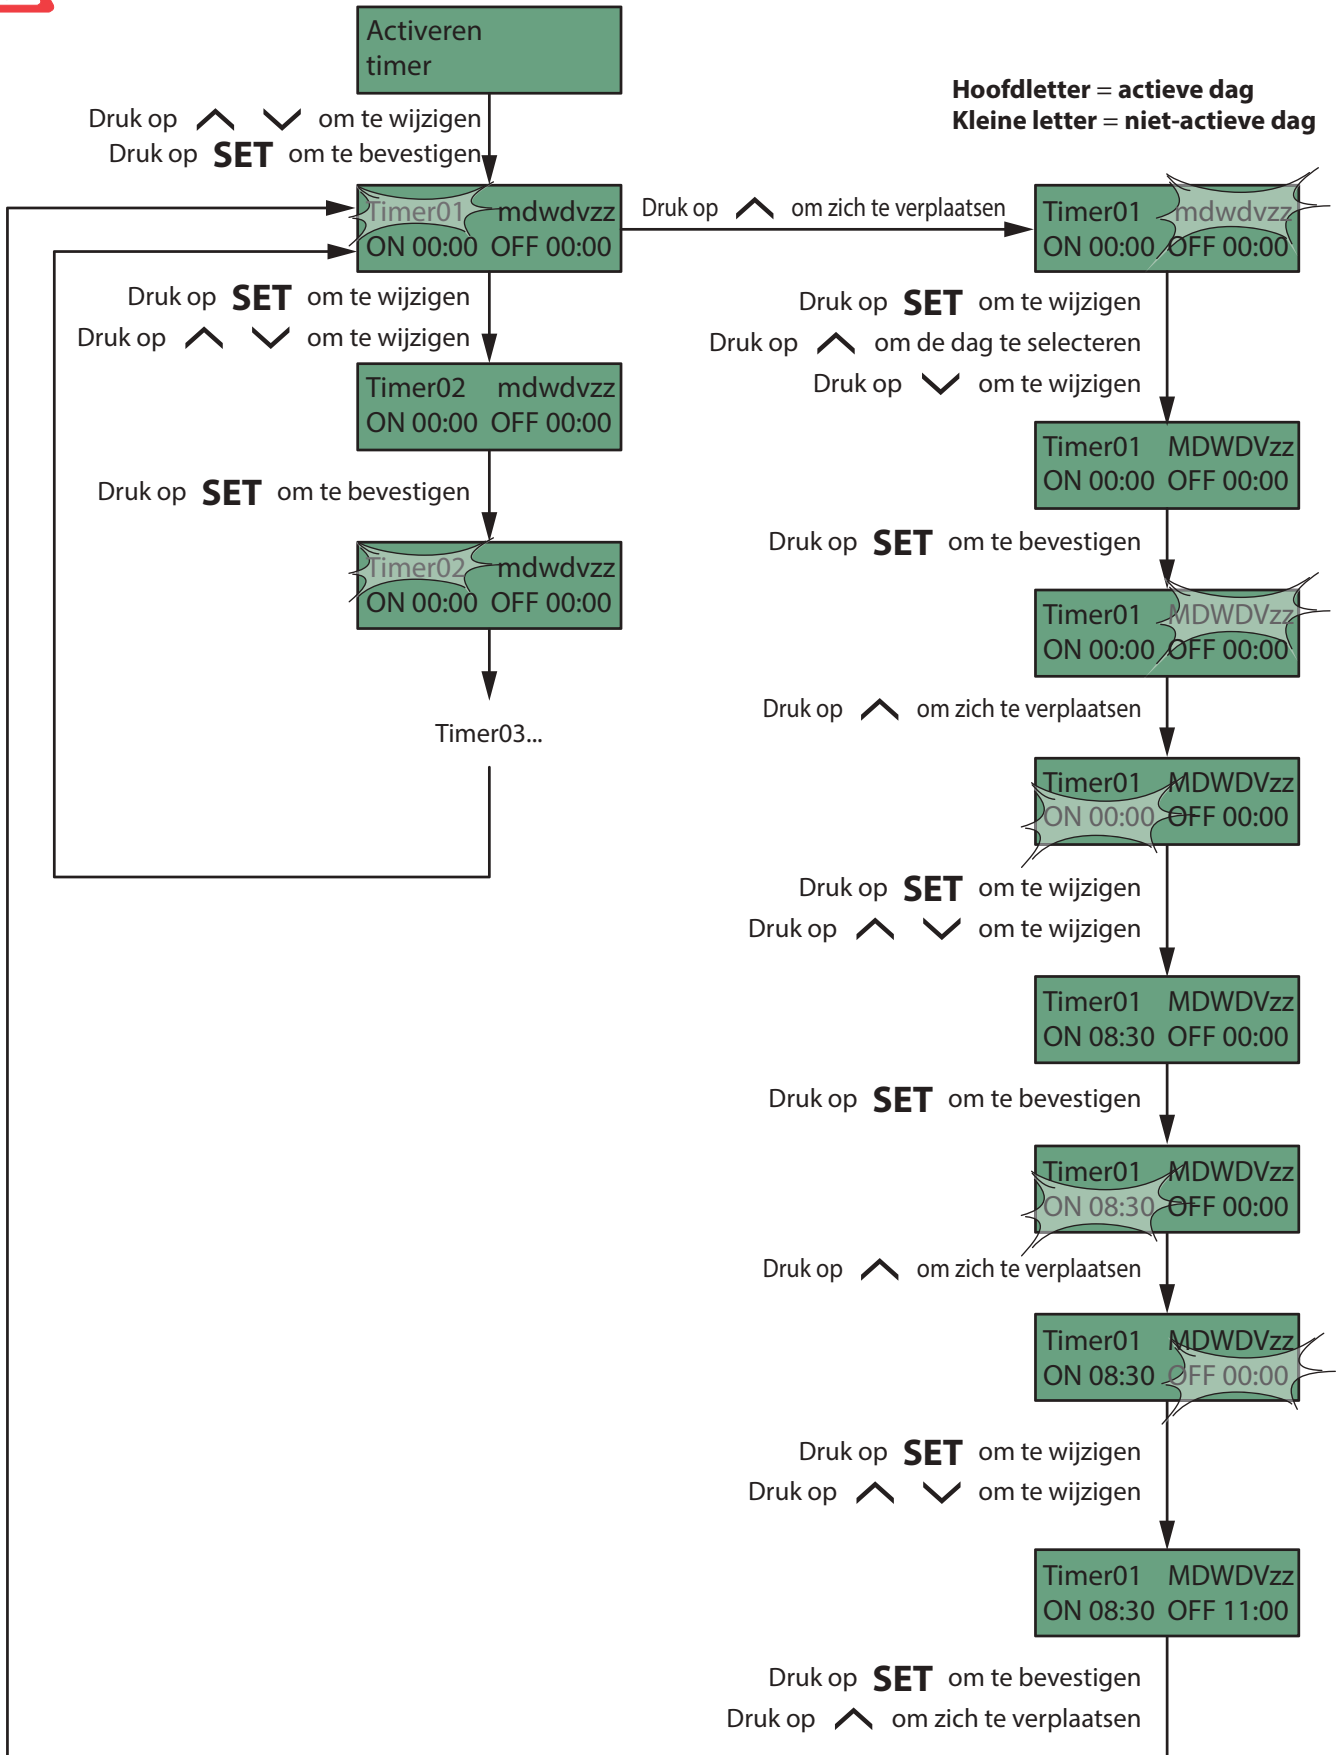 Activeren
timer
Druk op om te wijzigen
Druk op SET om te bevestigen
Timer01 mdwdvzz
ON 00:00 OFF 00:00
Druk op SET om te wijzigen
Druk op om te wijzigen
Timer02 mdwdvzz
ON 00:00 OFF 00:00
Druk op SET om te bevestigen
Timer02 mdwdvzz
ON 00:00 OFF 00:00
Timer03...
Hoofdletter = actieve dag
Kleine letter = niet-actieve dag
Druk op om zich te verplaatsen
Timer01 mdwdvzz
ON 00:00 OFF 00:00
Druk op SET om te wijzigen
Druk op om de dag te selecteren
Druk op om te wijzigen
Timer01 MDWDVzz
ON 00:00 OFF 00:00
Druk op SET om te bevestigen
Timer01 MDWDVzz
ON 00:00 OFF 00:00
Druk op om zich te verplaatsen
Timer01 MDWDVzz
ON 00:00 OFF 00:00
Druk op SET om te wijzigen
Druk op om te wijzigen
Timer01 MDWDVzz
ON 08:30 OFF 00:00
Druk op SET om te bevestigen
Timer01 MDWDVzz
ON 08:30 OFF 00:00
Druk op om zich te verplaatsen
Timer01 MDWDVzz
ON 08:30 OFF 00:00
Druk op SET om te wijzigen
Druk op om te wijzigen
Timer01 MDWDVzz
ON 08:30 OFF 11:00
Druk op SET om te bevestigen
Druk op om zich te verplaatsen